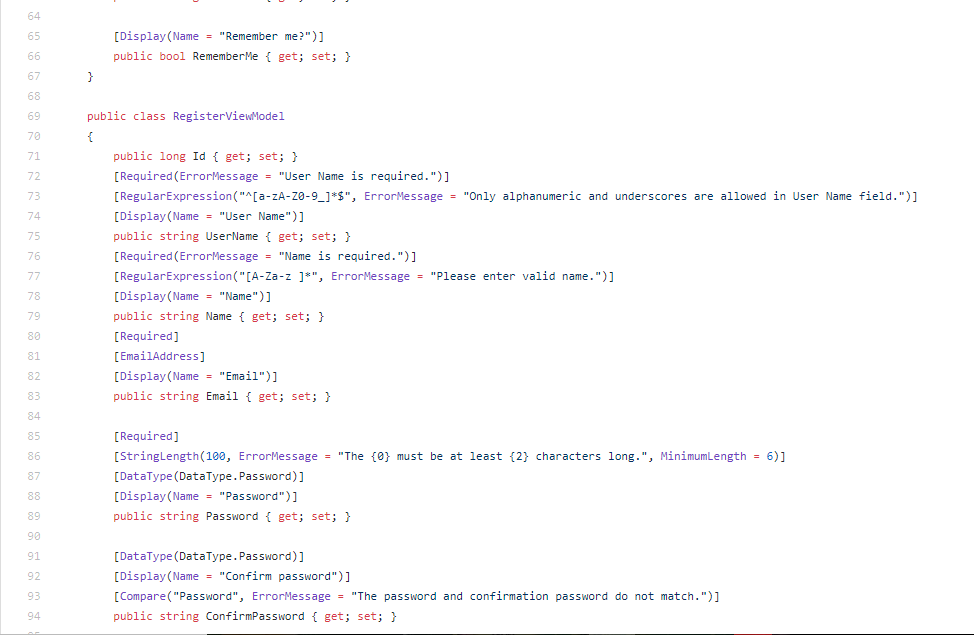 64
65 [Display(Name = "Remember me?")]
66 public bool RememberMe { get; set; }
67 }
68
69 public class RegisterViewModel
70 {
71 public long Id { get; set; }
72 [Required(ErrorMessage = "User Name is required.")]
73 [RegularExpression("^[a-zA-Z0-9_]*$", ErrorMessage = "Only alphanumeric and underscores are allowed in User Name field.")]
74 [Display(Name = "User Name")]
75 public string UserName { get; set; }
76 [Required(ErrorMessage = "Name is required.")]
77 [RegularExpression("[A-Za-z ]*", ErrorMessage = "Please enter valid name.")]
78 [Display(Name = "Name")]
79 public string Name { get; set; }
80 [Required]
81 [EmailAddress]
82 [Display(Name = "Email")]
83 public string Email { get; set; }
84
85 [Required]
86 [StringLength(100, ErrorMessage = "The {0} must be at least {2} characters long.", MinimumLength = 6)]
87 [DataType(DataType.Password)]
88 [Display(Name = "Password")]
89 public string Password { get; set; }
90
91 [DataType(DataType.Password)]
92 [Display(Name = "Confirm password")]
93 [Compare("Password", ErrorMessage = "The password and confirmation password do not match.")]
94 public string ConfirmPassword { get; set; }